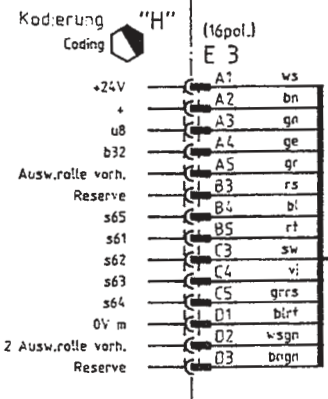 Kodierung "H"
Coding
(16pol.)
E 3
+24V A1 ws
+ A2 bn
u8 A3 gn
b32 A4 ge
Ausw.rolle vorh. A5 gr
Reserve B3 rs
s65 B4 bl
s61 B5 rt
s62 C3 sw
s63 C4 vi
s64 C5 grrs
0V m D1 blrt
2 Ausw.rolle vorh. D2 wsgn
Reserve D3 bngn